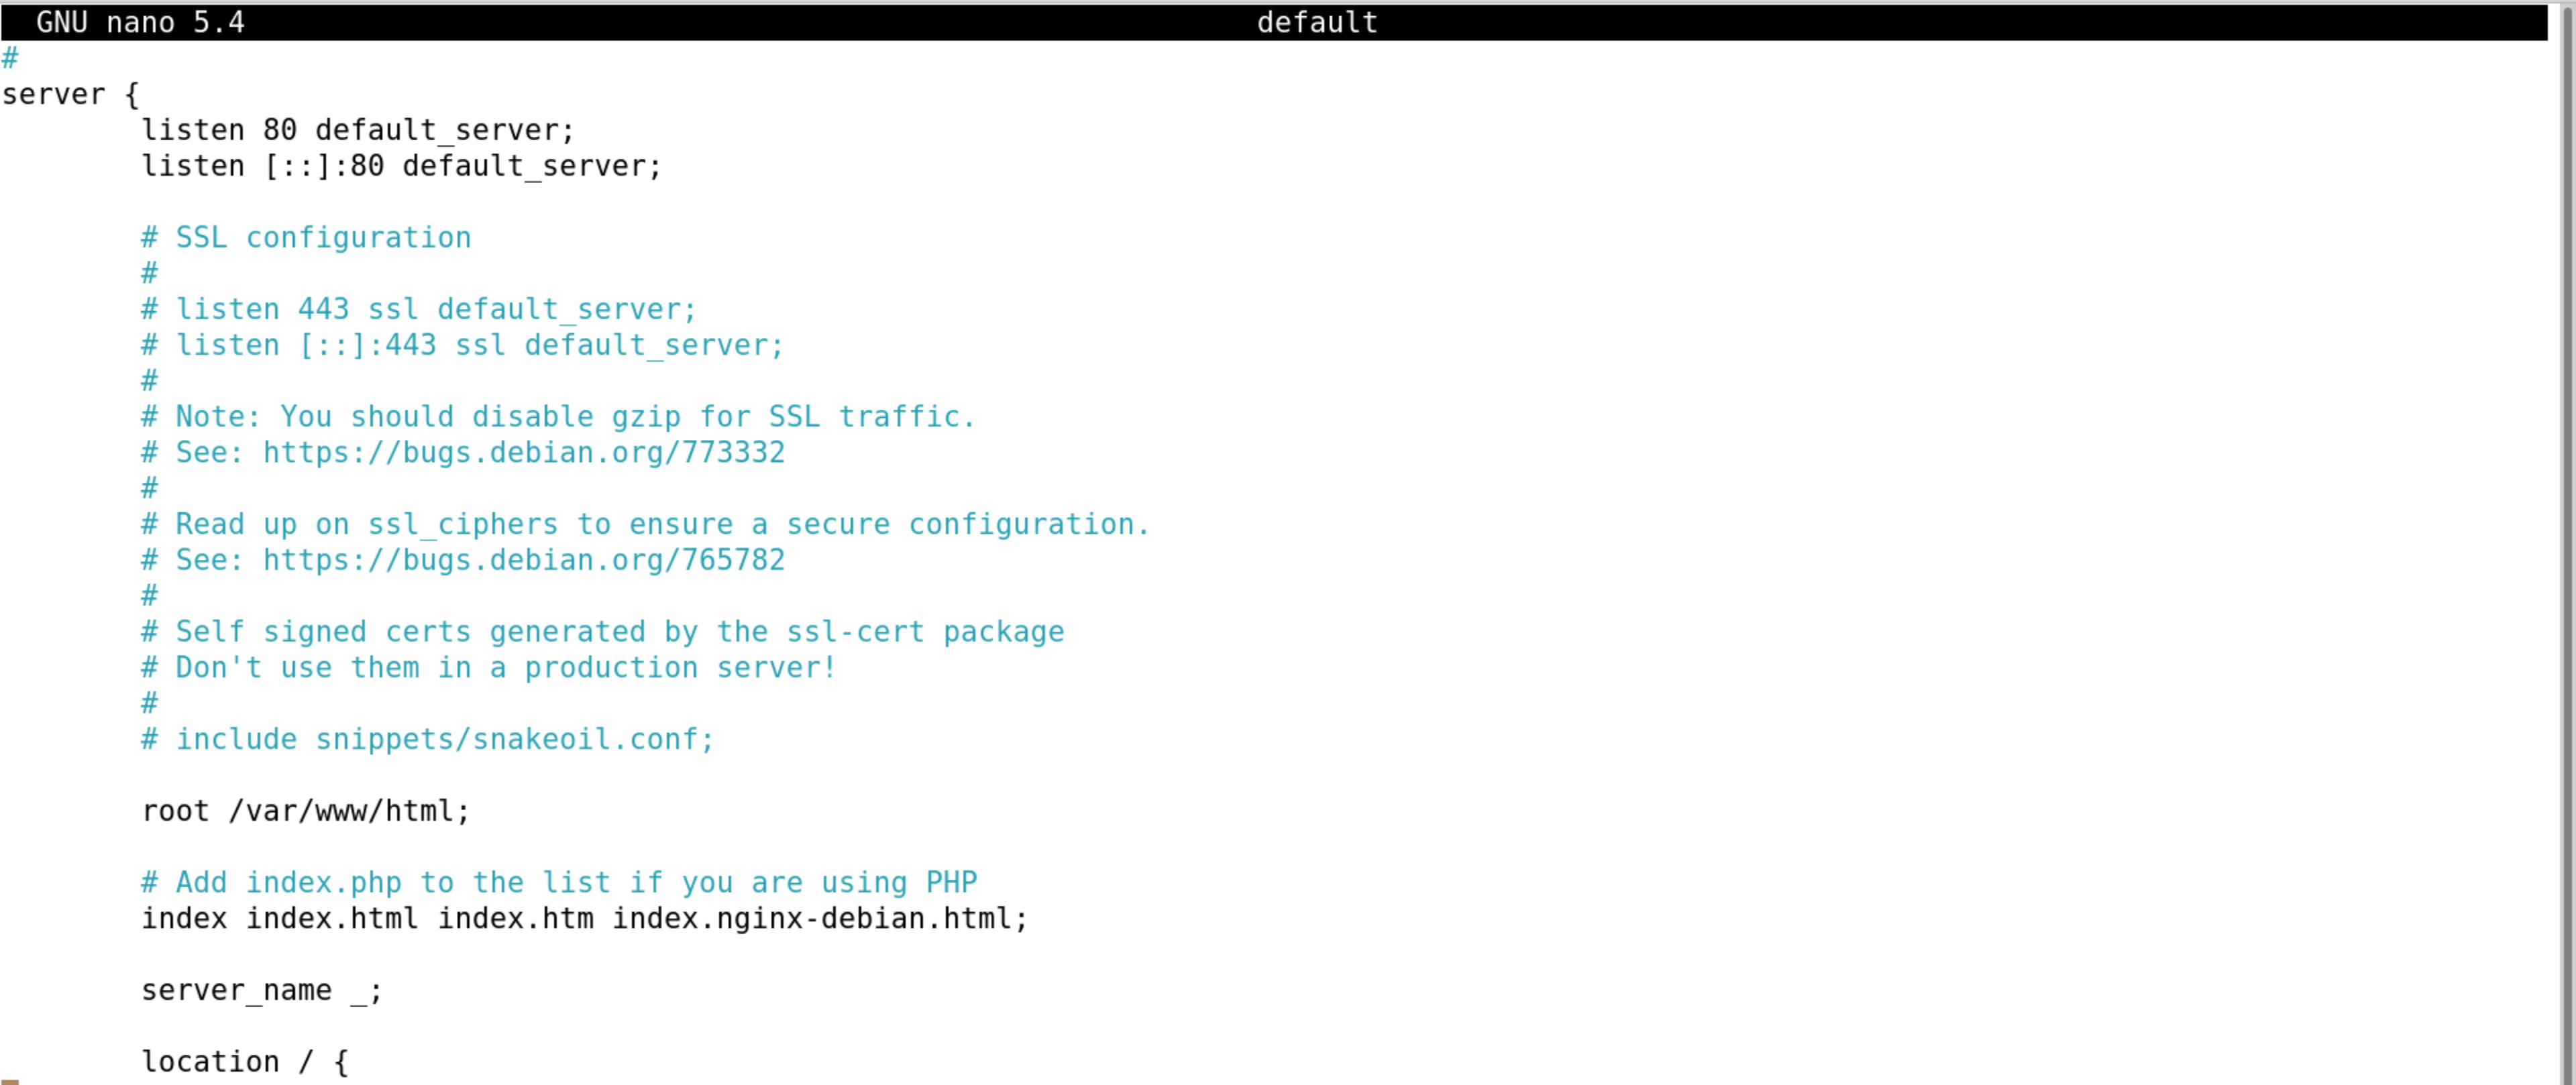 GNU nano 5.4 default
#
server {
listen 80 default_server;
listen [::]:80 default_server;
# SSL configuration
#
# listen 443 ssl default_server;
# listen [::]:443 ssl default_server;
#
# Note: You should disable gzip for SSL traffic.
# See: https://bugs.debian.org/773332
#
# Read up on ssl_ciphers to ensure a secure configuration.
# See: https://bugs.debian.org/765782
#
# Self signed certs generated by the ssl-cert package
# Don't use them in a production server!
#
# include snippets/snakeoil.conf;
root /var/www/html;
# Add index.php to the list if you are using PHP
index index.html index.htm index.nginx-debian.html;
server_name _;
location / {